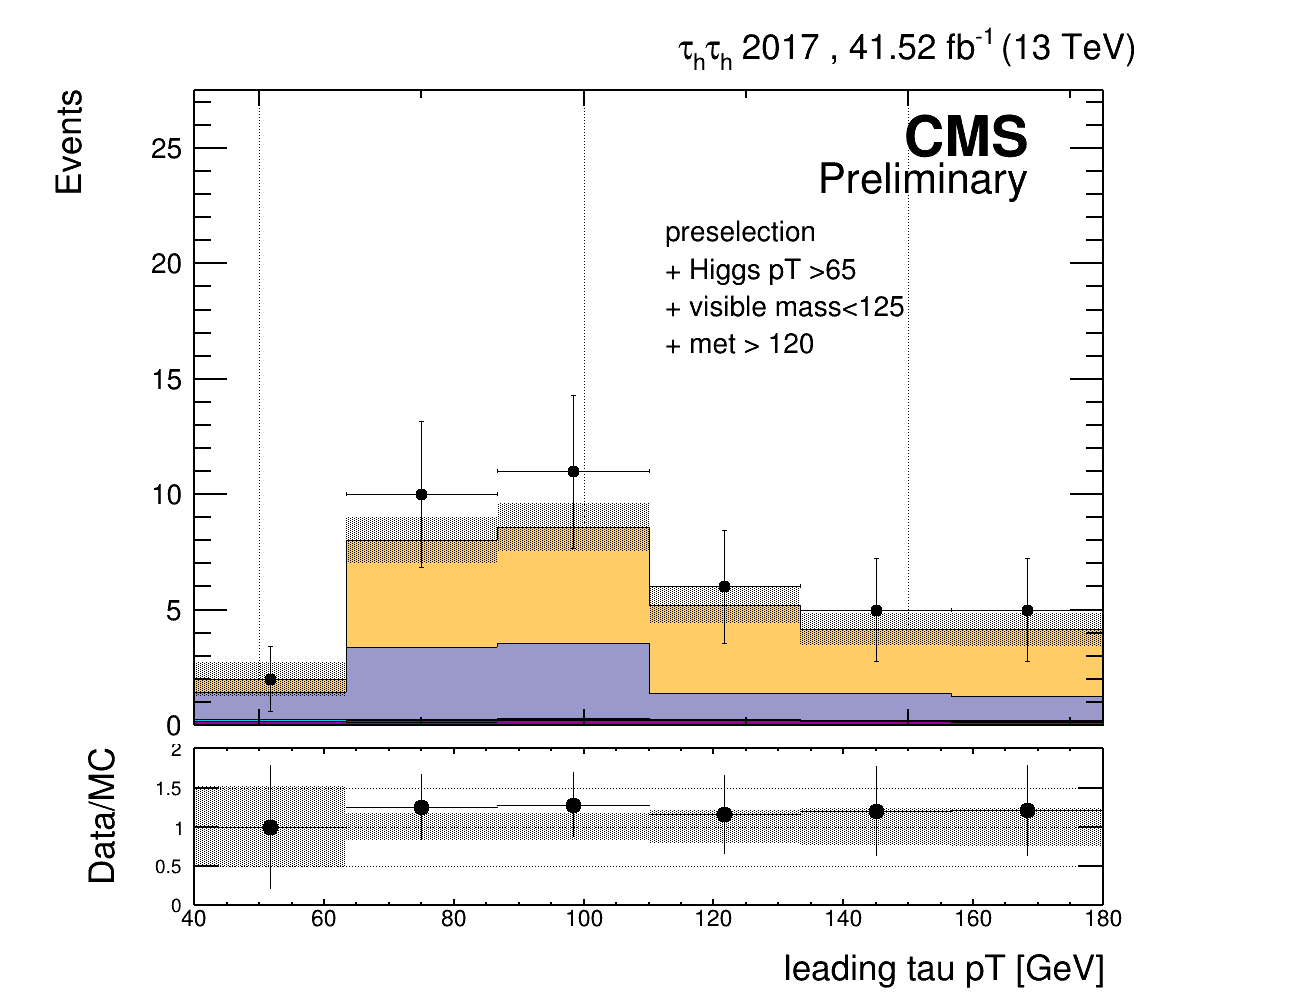 τhτh 2017 , 41.52 fb-1 (13 TeV)
Events
CMS
Preliminary
preselection
+ Higgs pT >65
+ visible mass<125
+ met > 120
25
20
15
10
5
0
Data/MC
2
1.5
1
0.5
0
40 60 80 100 120 140 160 180
leading tau pT [GeV]